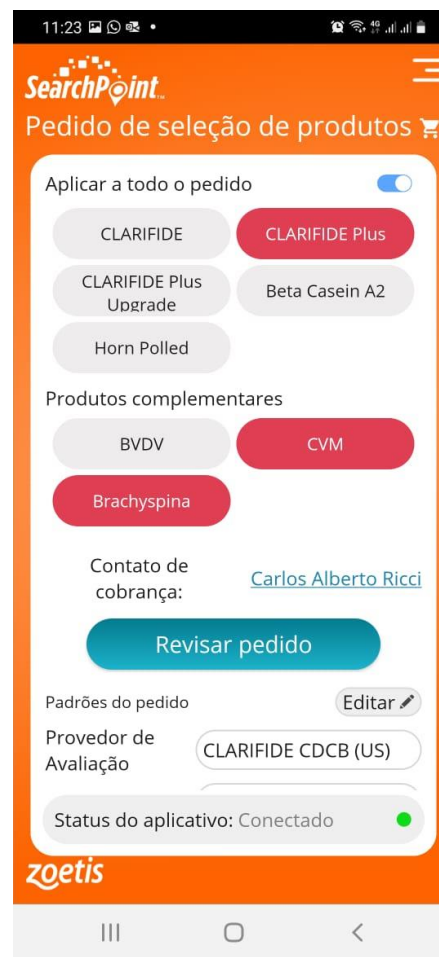 11:23
4G
SearchPoint
Pedido de seleção de produtos
Aplicar a todo o pedido
CLARIFIDE
CLARIFIDE Plus
CLARIFIDE Plus
Upgrade
Beta Casein A2
Horn Polled
Produtos complementares
BVDV
CVM
Brachyspina
Contato de
cobrança:
Carlos Alberto Ricci
Revisar pedido
Padrões do pedido
Editar
Provedor de
Avaliação
CLARIFIDE CDCB (US)
Status do aplicativo: Conectado
zoetis